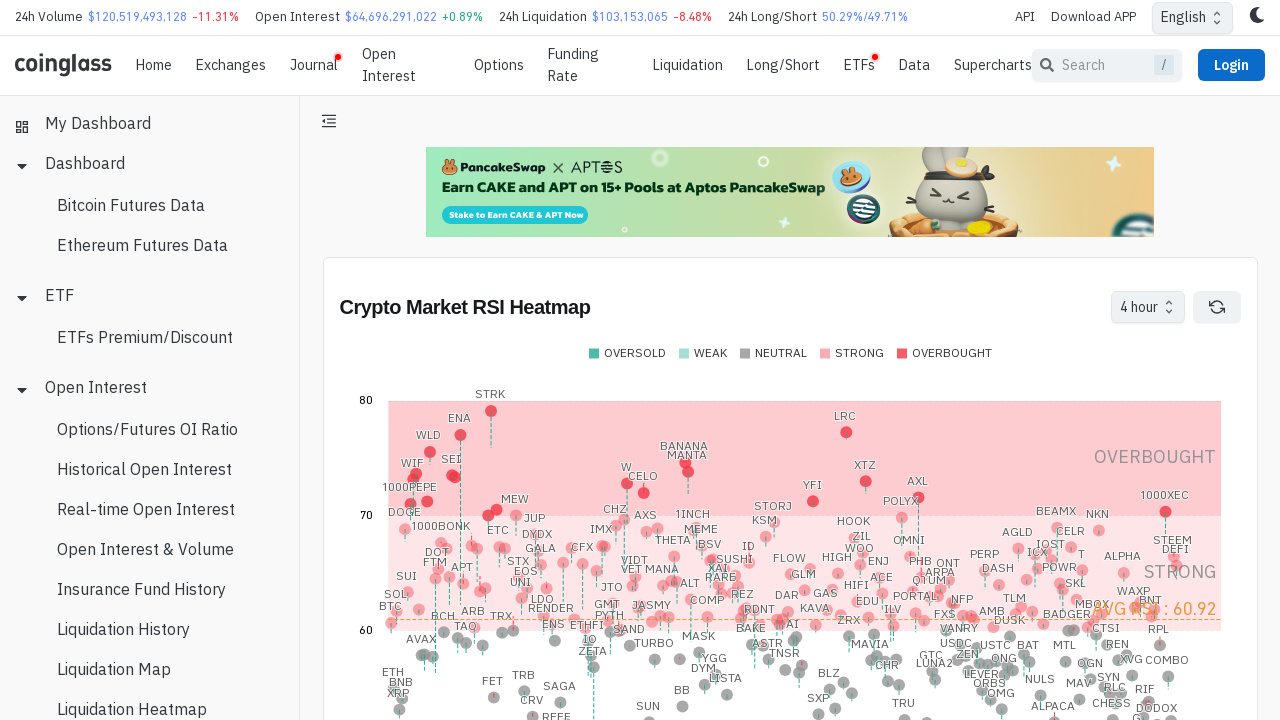 24h Volume $120,519,493,128 -11.31% Open Interest $64,696,291,022 +0.89% 24h Liquidation $103,153,065 -8.48% 24h Long/Short 50.29%/49.71% API Download APP English
coinglass Home Exchanges Journal Open Interest Options Funding Rate Liquidation Long/Short ETFs Data Supercharts Search / Login
My Dashboard
Dashboard
Bitcoin Futures Data
Ethereum Futures Data
ETF
ETFs Premium/Discount
Open Interest
Options/Futures OI Ratio
Historical Open Interest
Real-time Open Interest
Open Interest & Volume
Insurance Fund History
Liquidation History
Liquidation Map
Liquidation Heatmap
PancakeSwap × APTOS
Earn CAKE and APT on 15+ Pools at Aptos PancakeSwap
Stake to Earn CAKE & APT Now
Crypto Market RSI Heatmap
4 hour
OVERSOLD WEAK NEUTRAL STRONG OVERBOUGHT
80
STRK
ENA
LRC
WLD
BANANA
MANTA
OVERBOUGHT
WIF
SEI
W
CELO
XTZ
1000PEPE
YFI
AXL
1000XEC
MEW
POLYX
STORJ
DOGE
70
JUP
CHZ
AXS
1INCH
KSM
HOOK
BEAMX
NKN
1000BONK
ETC
DYDX
IMX
MEME
ZIL
AGLD
CELR
THETA
BSV
OMNI
STEEM
DOT
GALA
CFX
ID
WOO
IOST
DEFI
FTM
STX
VIDT
SUSHI
FLOW
HIGH
ENJ
PHB
ONT
PERP
ICX
T
ALPHA
SUI
APT
EOS
VET
MANA
XAI
GLM
ACE
ARPA
DASH
POWR
STRONG
UNI
JTO
ALT
RARE
HIFI
QTUM
SKL
SOL
LDO
COMP
REZ
DAR
GAS
PORTAL
NFP
TLM
WAXP
BTC
BCH
ARB
TRX
RENDER
GMT
JASMY
RDNT
KAVA
EDU
ILV
FXS
AMB
MBOX
BNT
AVG RSI : 60.92
TAO
ENS
ETHFI
PYTH
SAND
BAKE
AI
ZRX
VANRY
DUSK
BADGER
CTSI
RPL
60
AVAX
IO
TURBO
MASK
ASTR
MAVIA
USDC
USTC
BAT
MTL
REN
ZETA
YGG
TNSR
CHR
GTC
ZEN
ONG
OGN
XVG
COMBO
ETH
BNB
XRP
FET
TRB
DYM
LISTA
BLZ
LUNA2
LEVER
NULS
SYN
SAGA
BB
SXP
ORBS
MAV
RLC
RIF
CRV
SUN
TRU
OMG
ALPACA
CHESS
DODOX